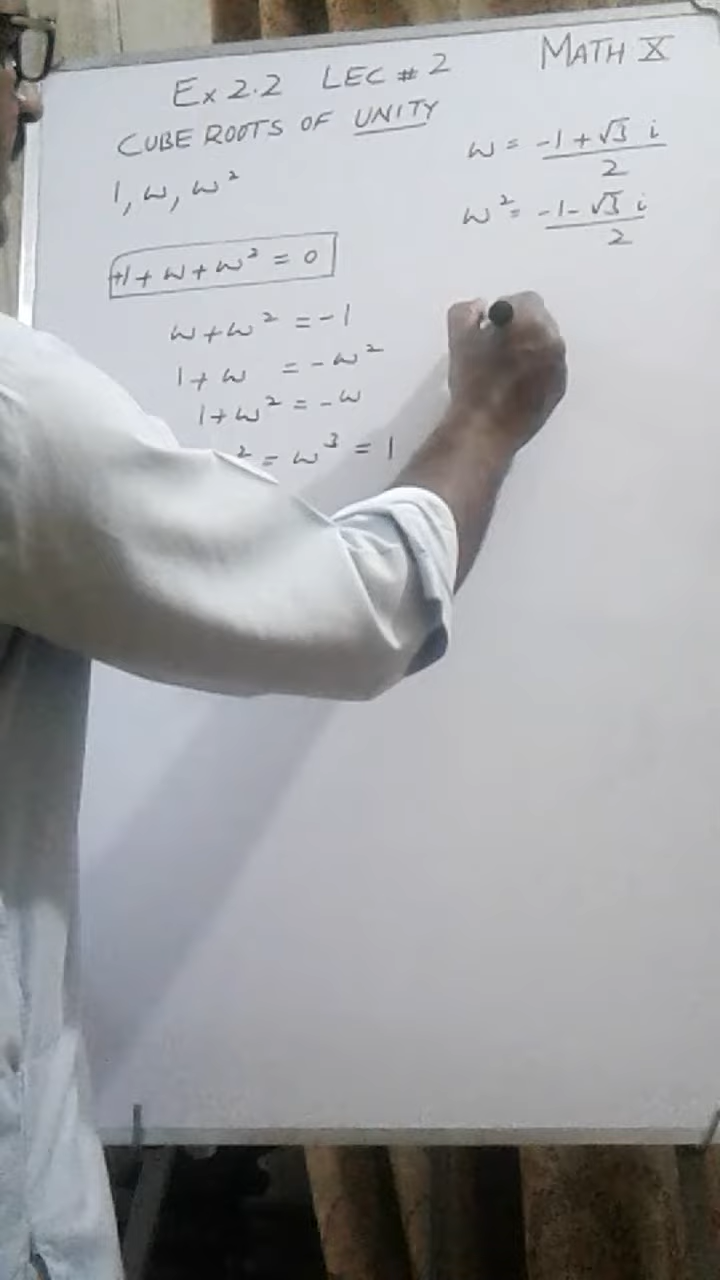 Ex 2.2 LEC # 2
MATH X
CUBE ROOTS OF UNITY
1, ω, ω²
ω = (-1 + √3 i)/2
ω² = (-1 - √3 i)/2
+1 + ω + ω² = 0
ω + ω² = -1
1 + ω = -ω²
1 + ω² = -ω
² = ω³ = 1